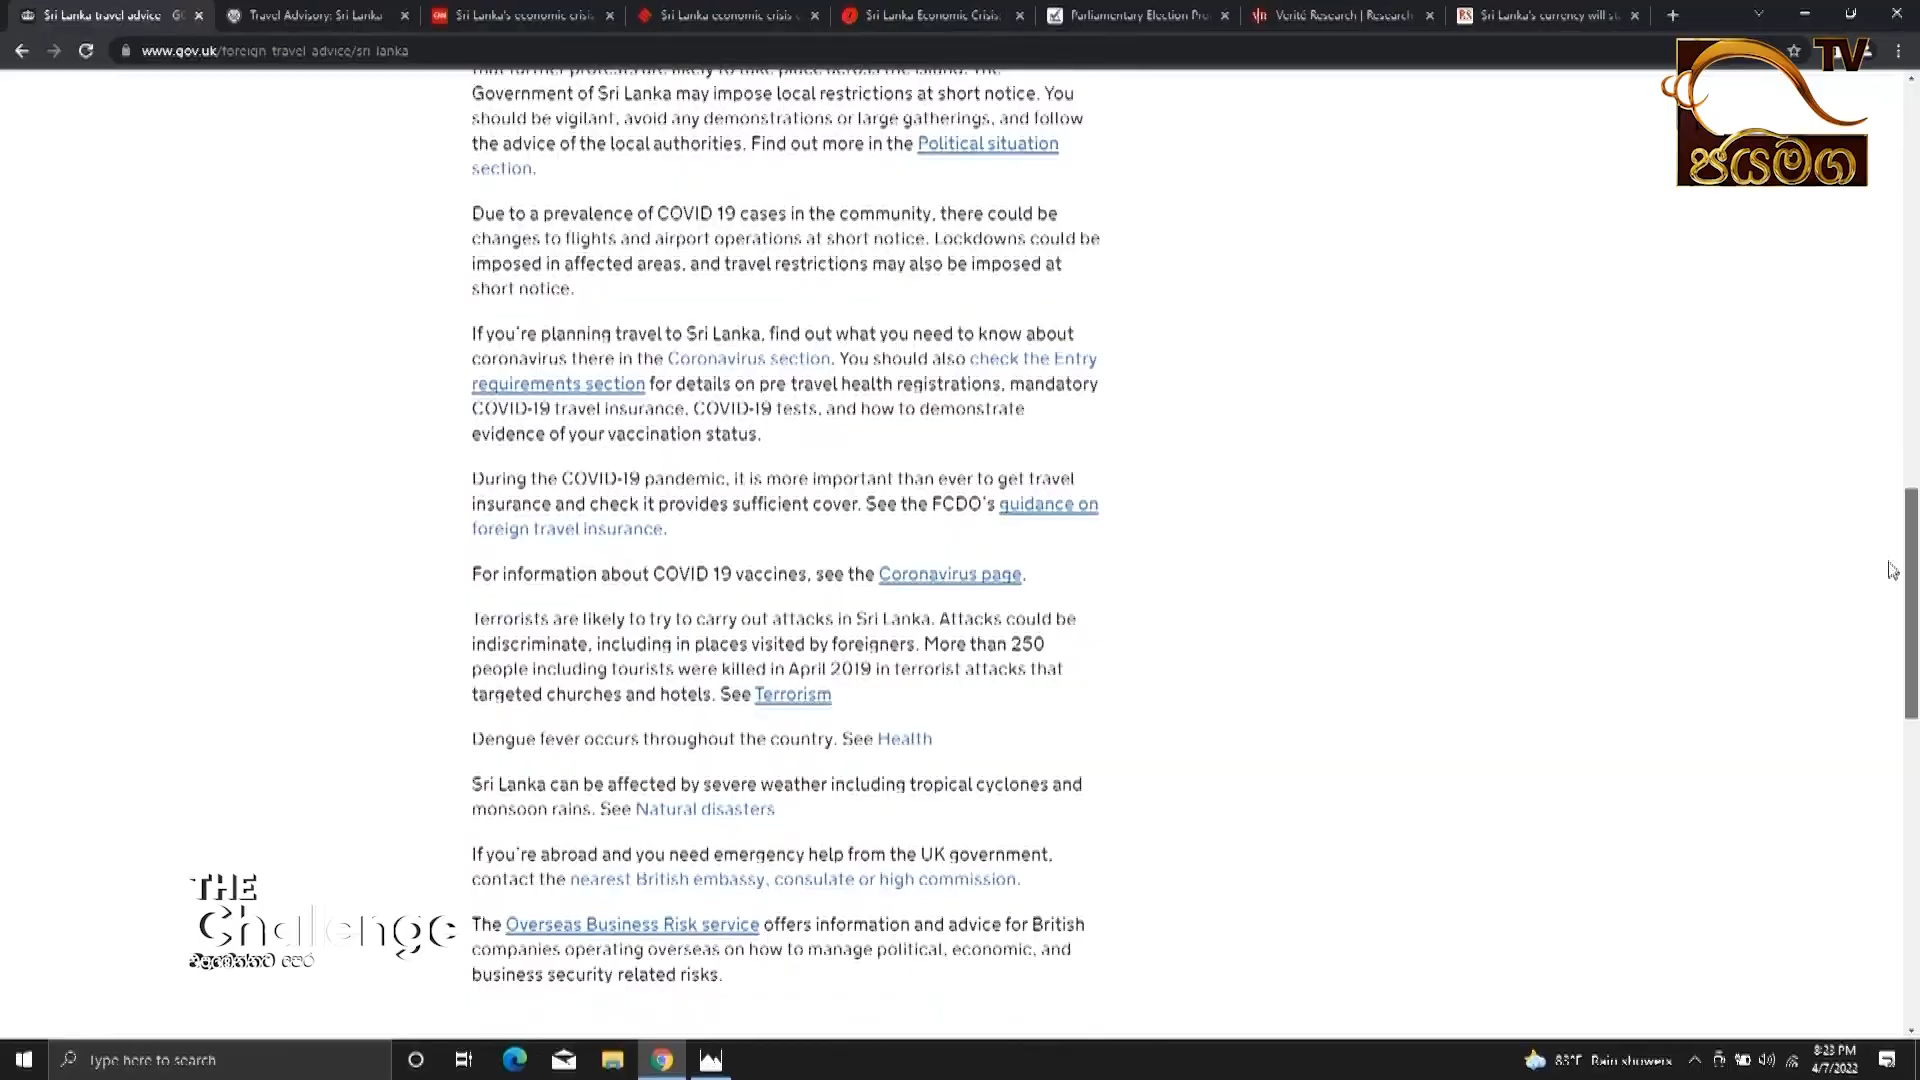 Sri Lanka travel advice
Travel Advisory: Sri Lanka
Sri Lanka's economic crisis
Sri Lanka economic crisis
Sri Lanka Economic Crisis:
Parliamentary Election Pro
Verité Research | Research
Sri Lanka's currency will
www.gov.uk/foreign-travel-advice/sri-lanka
TV
ජයමග
that further protests are likely to take place across the island. The
Government of Sri Lanka may impose local restrictions at short notice. You
should be vigilant, avoid any demonstrations or large gatherings, and follow
the advice of the local authorities. Find out more in the Political situation
section.
Due to a prevalence of COVID 19 cases in the community, there could be
changes to flights and airport operations at short notice. Lockdowns could be
imposed in affected areas, and travel restrictions may also be imposed at
short notice.
If you're planning travel to Sri Lanka, find out what you need to know about
coronavirus there in the Coronavirus section. You should also check the Entry
requirements section for details on pre travel health registrations, mandatory
COVID-19 travel insurance, COVID-19 tests, and how to demonstrate
evidence of your vaccination status.
During the COVID-19 pandemic, it is more important than ever to get travel
insurance and check it provides sufficient cover. See the FCDO's guidance on
foreign travel insurance.
For information about COVID 19 vaccines, see the Coronavirus page.
Terrorists are likely to try to carry out attacks in Sri Lanka. Attacks could be
indiscriminate, including in places visited by foreigners. More than 250
people including tourists were killed in April 2019 in terrorist attacks that
targeted churches and hotels. See Terrorism
Dengue fever occurs throughout the country. See Health
Sri Lanka can be affected by severe weather including tropical cyclones and
monsoon rains. See Natural disasters
If you're abroad and you need emergency help from the UK government,
contact the nearest British embassy, consulate or high commission.
The Overseas Business Risk service offers information and advice for British
companies operating overseas on how to manage political, economic, and
business security related risks.
THE
Challenge
Type here to search
83°F Rain showers
8:23 PM
4/7/2022